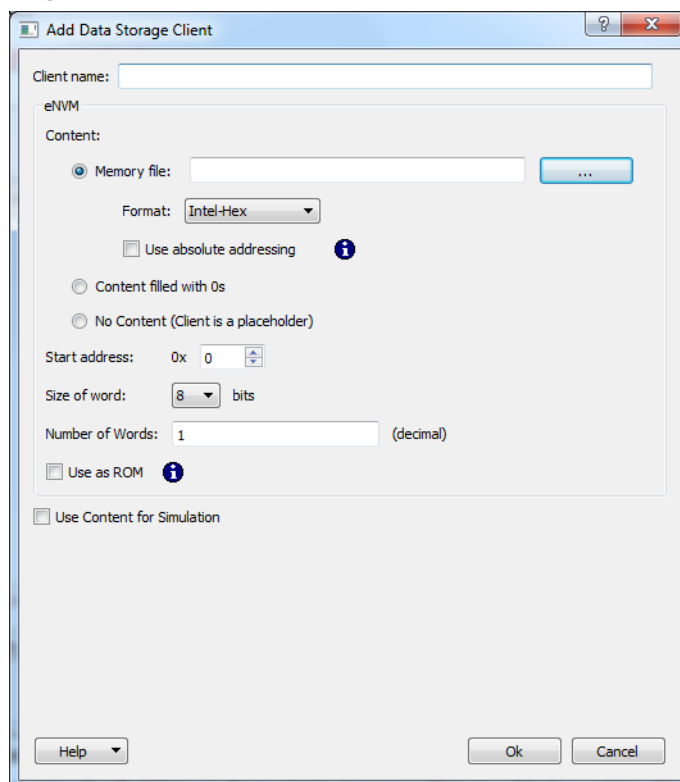 Add Data Storage Client
Client name:
eNVM
Content:
Memory file:
...
Format: Intel-Hex
Use absolute addressing
Content filled with 0s
No Content (Client is a placeholder)
Start address: 0x 0
Size of word: 8 bits
Number of Words: 1 (decimal)
Use as ROM
Use Content for Simulation
Help Ok Cancel